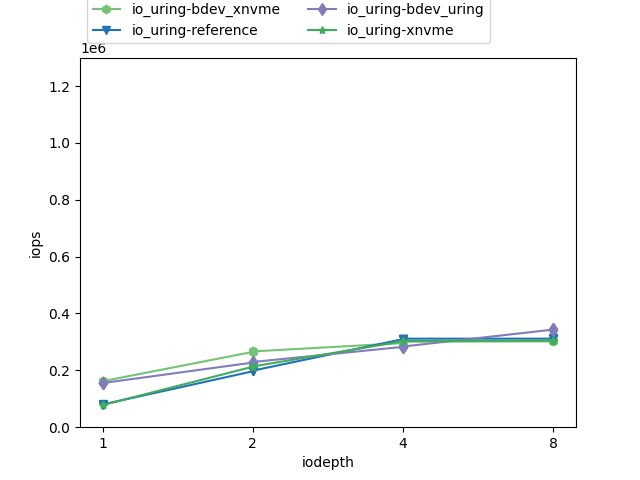 io_uring-bdev_xnvme
io_uring-bdev_uring
io_uring-reference
io_uring-xnvme
1e6
1.2
1.0
0.8
0.6
0.4
0.2
0.0
iops
1 2 4 8
iodepth